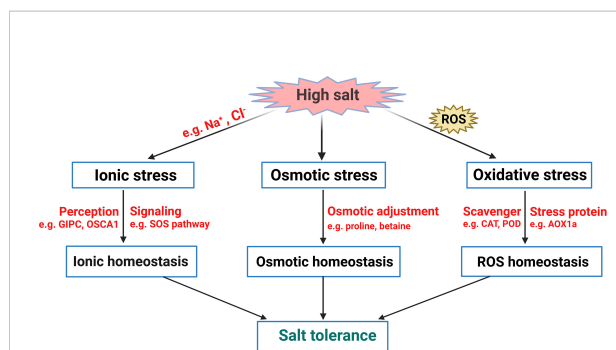 High salt
e.g. Na⁺, Cl⁻
ROS
Ionic stress
Osmotic stress
Oxidative stress
Perception
e.g. GIPC, OSCA1
Signaling
e.g. SOS pathway
Osmotic adjustment
e.g. proline, betaine
Scavenger
e.g. CAT, POD
Stress protein
e.g. AOX1a
Ionic homeostasis
Osmotic homeostasis
ROS homeostasis
Salt tolerance